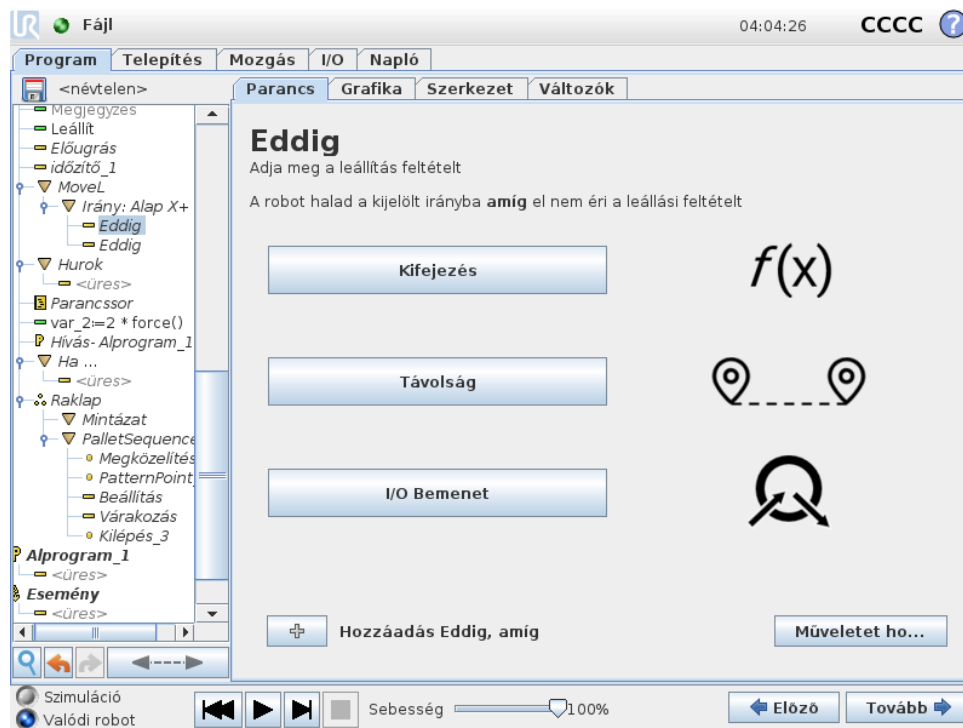 UR Fájl 04:04:26 CCCC ?
Program Telepítés Mozgás I/O Napló
<névtelen> Parancs Grafika Szerkezet Változók
Megjegyzés
Leállít
Előugrás
időzítő_1
MoveL
Irány: Alap X+
Eddig
Eddig
Hurok
<üres>
Parancssor
var_2:=2 * force()
Hívás- Alprogram_1
Ha ...
<üres>
Raklap
Mintázat
PalletSequence
Megközelítés
PatternPoint_
Beállítás
Várakozás
Kilépés_3
Alprogram_1
<üres>
Esemény
<üres>
Eddig
Adja meg a leállítás feltételt
A robot halad a kijelölt irányba amíg el nem éri a leállási feltételt
Kifejezés f(x)
Távolság
I/O Bemenet
Hozzáadás Eddig, amíg Műveletet ho...
Szimuláció
Valódi robot
Sebesség 100% Előző Tovább